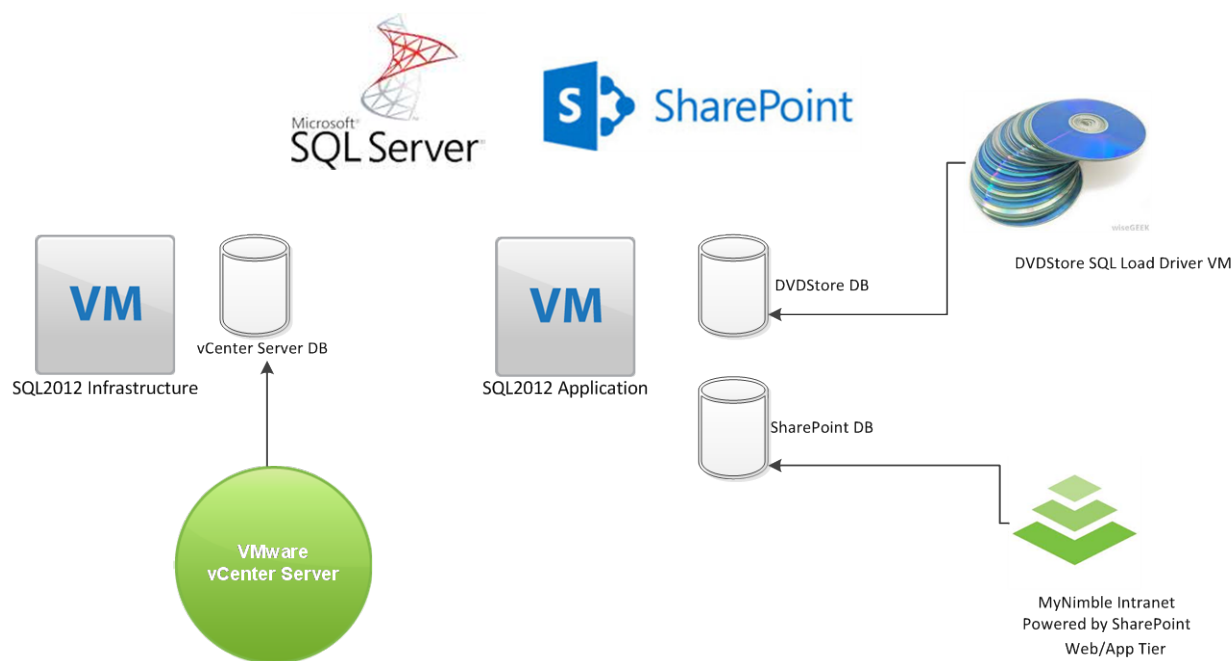 Microsoft®
SQL Server®
S
SharePoint
wiseGEEK
DVDStore SQL Load Driver VM
VM
vCenter Server DB
SQL2012 Infrastructure
VM
SQL2012 Application
DVDStore DB
SharePoint DB
VMware
vCenter Server
MyNimble Intranet
Powered by SharePoint
Web/App Tier